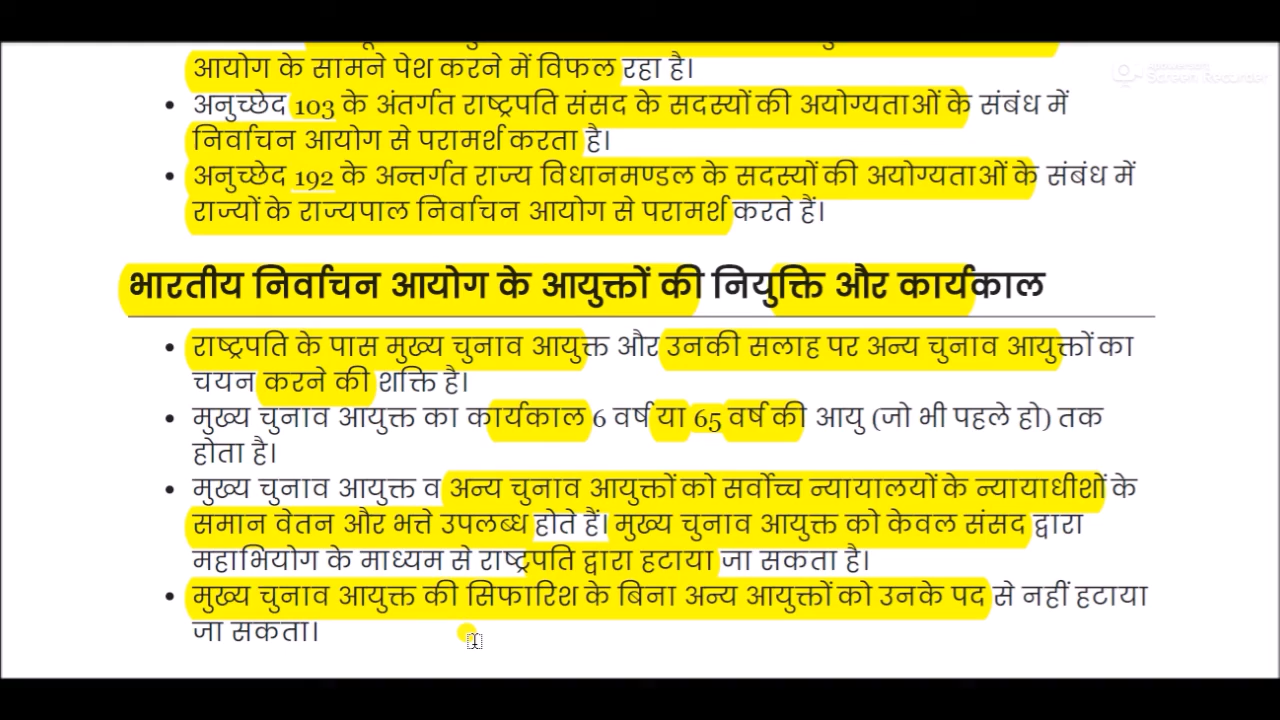 आयोग के सामने पेश करने में विफल रहा है।
• अनुच्छेद 103 के अंतर्गत राष्ट्रपति संसद के सदस्यों की अयोग्यताओं के संबंध में
निर्वाचन आयोग से परामर्श करता है।
• अनुच्छेद 192 के अन्तर्गत राज्य विधानमण्डल के सदस्यों की अयोग्यताओं के संबंध में
राज्यों के राज्यपाल निर्वाचन आयोग से परामर्श करते हैं।
भारतीय निर्वाचन आयोग के आयुक्तों की नियुक्ति और कार्यकाल
• राष्ट्रपति के पास मुख्य चुनाव आयुक्त और उनकी सलाह पर अन्य चुनाव आयुक्तों का
चयन करने की शक्ति है।
• मुख्य चुनाव आयुक्त का कार्यकाल 6 वर्ष या 65 वर्ष की आयु (जो भी पहले हो) तक
होता है।
• मुख्य चुनाव आयुक्त व अन्य चुनाव आयुक्तों को सर्वोच्च न्यायालयों के न्यायाधीशों के
समान वेतन और भत्ते उपलब्ध होते हैं। मुख्य चुनाव आयुक्त को केवल संसद द्वारा
महाभियोग के माध्यम से राष्ट्रपति द्वारा हटाया जा सकता है।
• मुख्य चुनाव आयुक्त की सिफारिश के बिना अन्य आयुक्तों को उनके पद से नहीं हटाया
जा सकता।
Screen Recorder